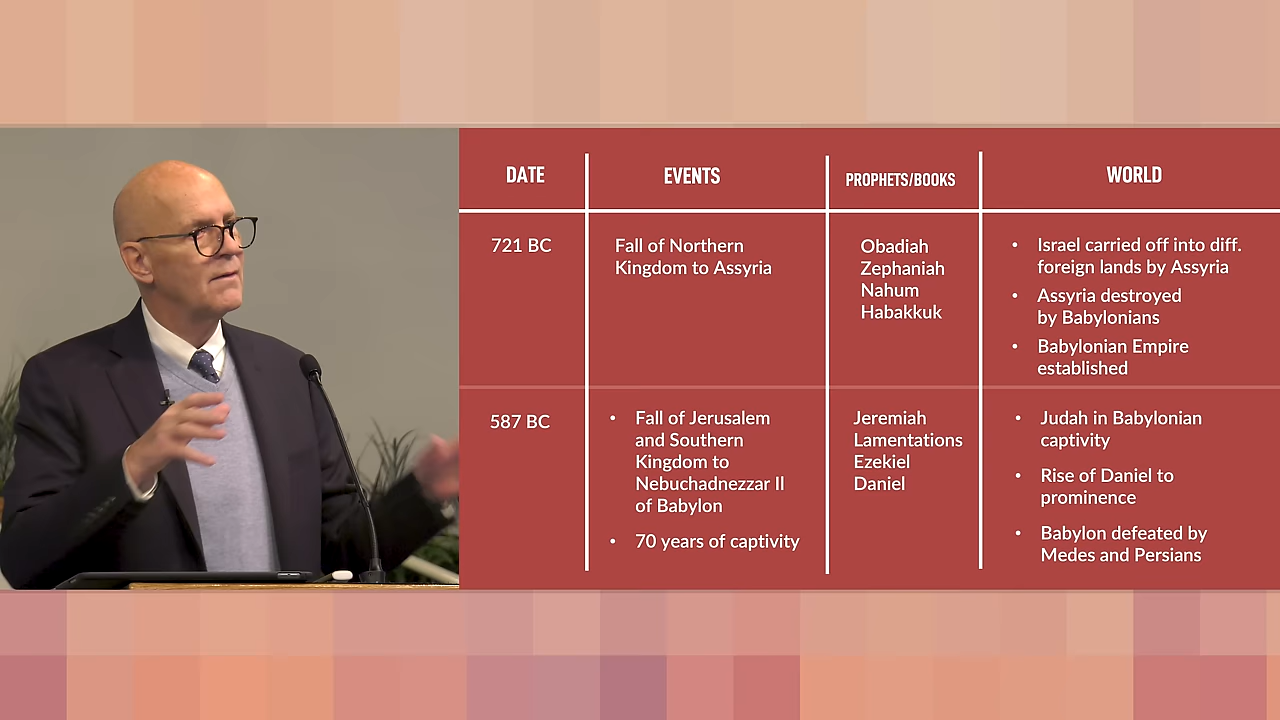 DATE
EVENTS
PROPHETS/BOOKS
WORLD
721 BC
Fall of Northern
Kingdom to Assyria
Obadiah
Zephaniah
Nahum
Habakkuk
• Israel carried off into diff.
foreign lands by Assyria
• Assyria destroyed
by Babylonians
• Babylonian Empire
established
587 BC
• Fall of Jerusalem
and Southern
Kingdom to
Nebuchadnezzar II
of Babylon
• 70 years of captivity
Jeremiah
Lamentations
Ezekiel
Daniel
• Judah in Babylonian
captivity
• Rise of Daniel to
prominence
• Babylon defeated by
Medes and Persians